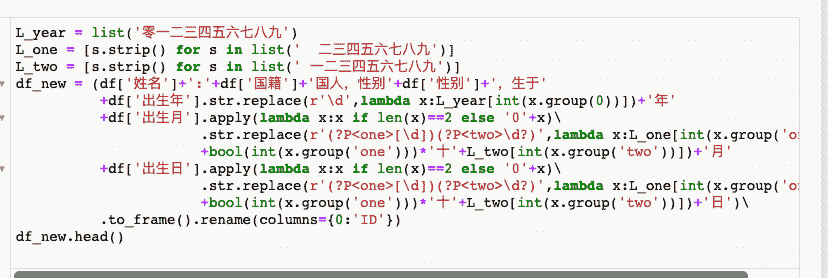 L_year = list('零一二三四五六七八九')
L_one = [s.strip() for s in list('  二三四五六七八九')]
L_two = [s.strip() for s in list(' 一二三四五六七八九')]
df_new = (df['姓名']+':'+df['国籍']+'国人，性别'+df['性别']+'，生于'
+df['出生年'].str.replace(r'\d',lambda x:L_year[int(x.group(0))])+'年'
+df['出生月'].apply(lambda x:x if len(x)==2 else '0'+x)\
.str.replace(r'(?P<one>[\d])(?P<two>\d?)',lambda x:L_one[int(x.group('on
+bool(int(x.group('one')))*'十'+L_two[int(x.group('two'))])+'月'
+df['出生日'].apply(lambda x:x if len(x)==2 else '0'+x)\
.str.replace(r'(?P<one>[\d])(?P<two>\d?)',lambda x:L_one[int(x.group('on
+bool(int(x.group('one')))*'十'+L_two[int(x.group('two'))])+'日')\
.to_frame().rename(columns={0:'ID'})
df_new.head()